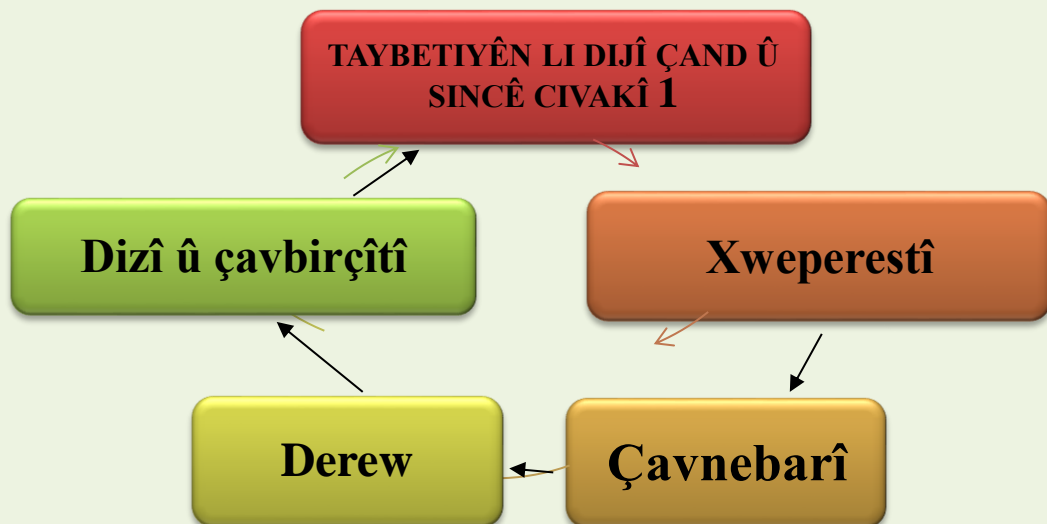 TAYBETIYÊN LI DIJÎ ÇAND Û
SINCÊ CIVAKÎ 1
Xweperestî
Çavnebarî
Derew
Dizî û çavbirçîtî